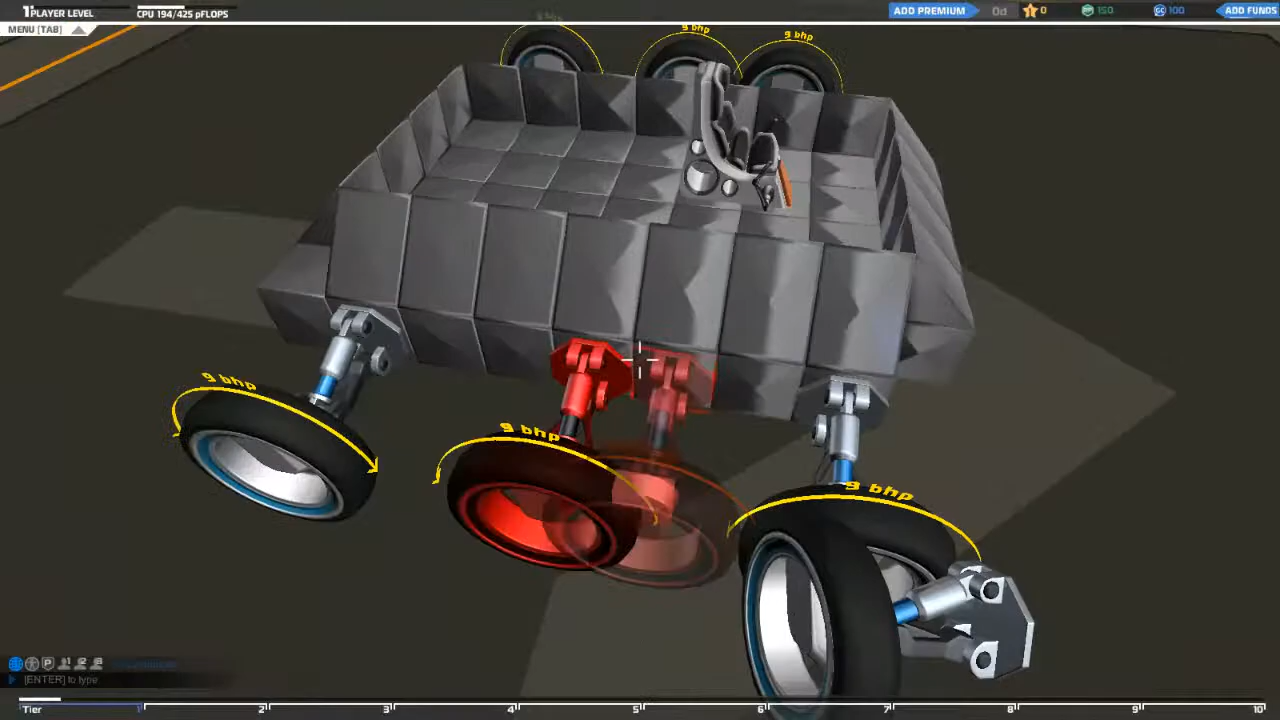 1 PLAYER LEVEL
CPU 194/425 pFLOPS
ADD PREMIUM
0d
0
150
GC 100
ADD FUNDS
MENU [TAB]
9 bhp
9 bhp
9 bhp
9 bhp
9 bhp
[ENTER] to type
Tier 1 2 3 4 5 6 7 8 9 10